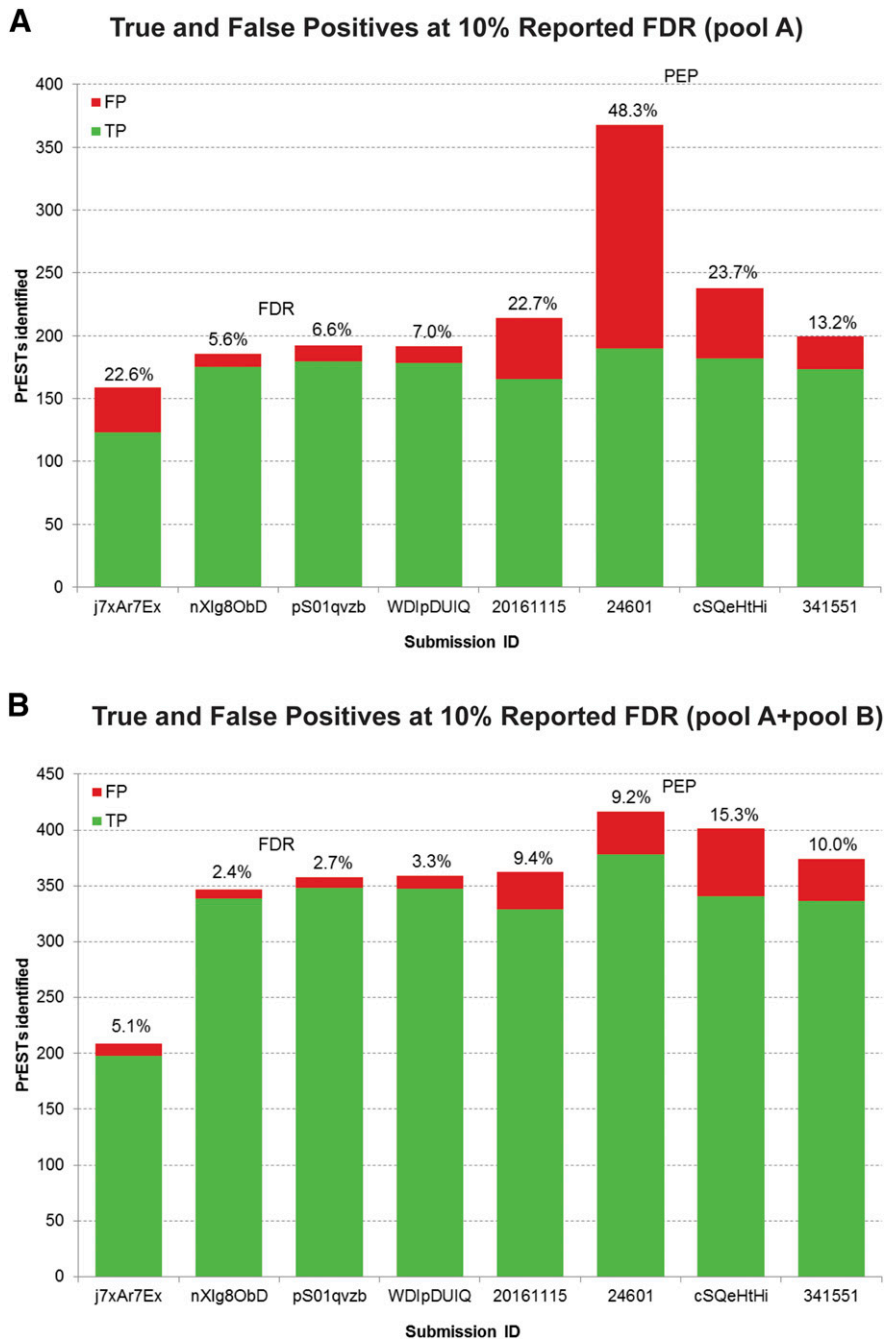 A
True and False Positives at 10% Reported FDR (pool A)
PEP
400
FP
TP
48.3%
350
300
23.7%
250
FDR
22.7%
13.2%
5.6%
6.6%
7.0%
200
22.6%
150
100
50
0
PrESTs identified
j7xAr7Ex nXIg8ObD pS01qvzb WDIpDUIQ 20161115 24601 cSQeHtHi 341551
Submission ID
B
True and False Positives at 10% Reported FDR (pool A+pool B)
450
FP
TP
PEP
9.2%
15.3%
10.0%
400
FDR
2.4%
2.7%
3.3%
9.4%
350
300
250
5.1%
200
150
100
50
0
PrESTs identified
j7xAr7Ex nXIg8ObD pS01qvzb WDIpDUIQ 20161115 24601 cSQeHtHi 341551
Submission ID